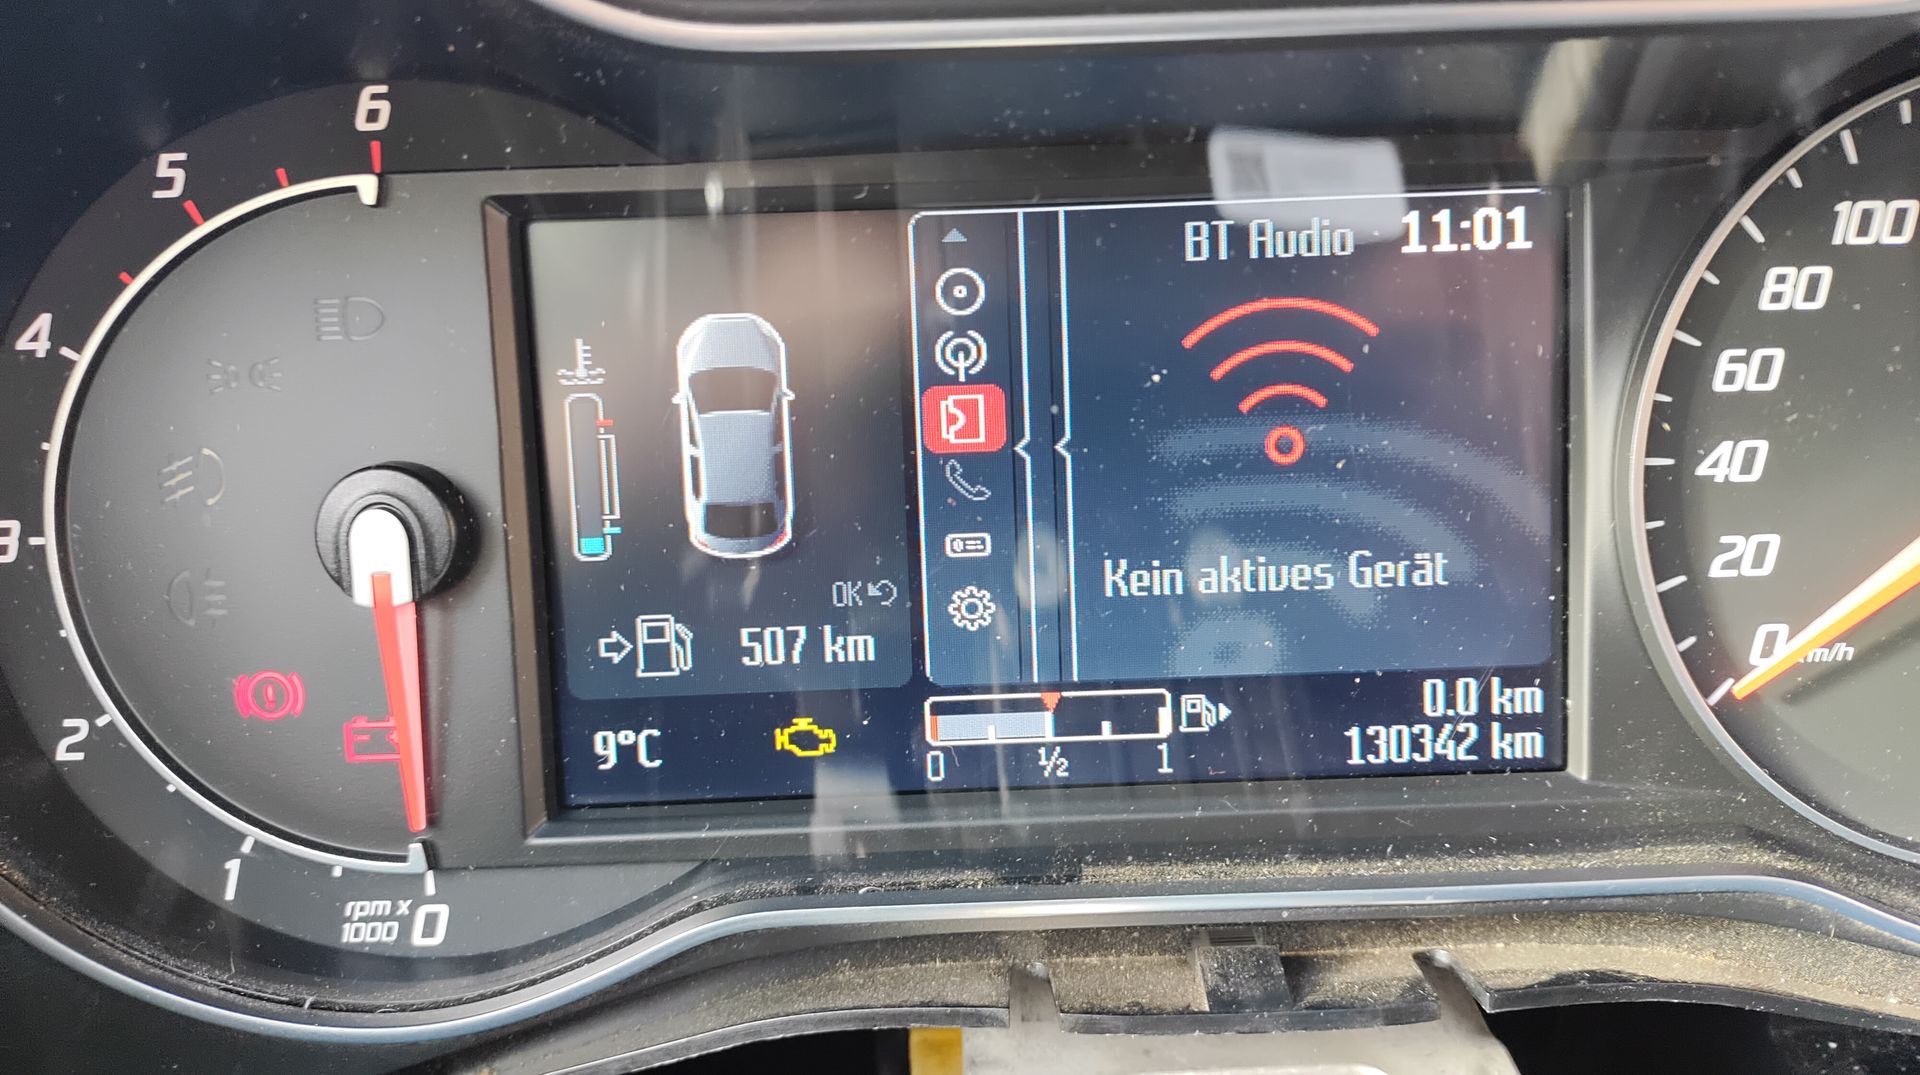 6
5
4
3
2
1
rpm x
1000
0
BT Audio
11:01
Kein aktives Gerät
OK
507 km
9°C
0
1/2
1
0.0 km
130342 km
100
80
60
40
20
0
km/h